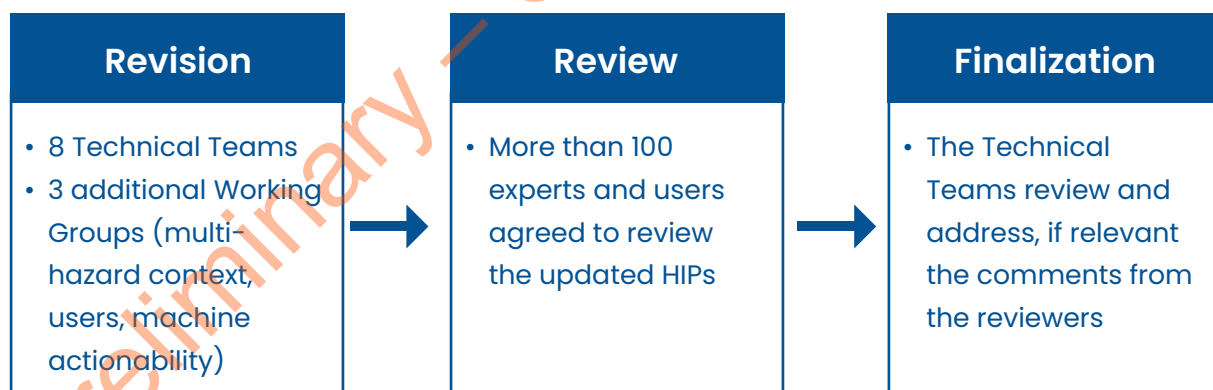 Revision
• 8 Technical Teams
• 3 additional Working
Groups (multi-
hazard context,
users, machine
actionability)
Review
• More than 100
experts and users
agreed to review
the updated HIPs
Finalization
• The Technical
Teams review and
address, if relevant
the comments from
the reviewers
reliminary –